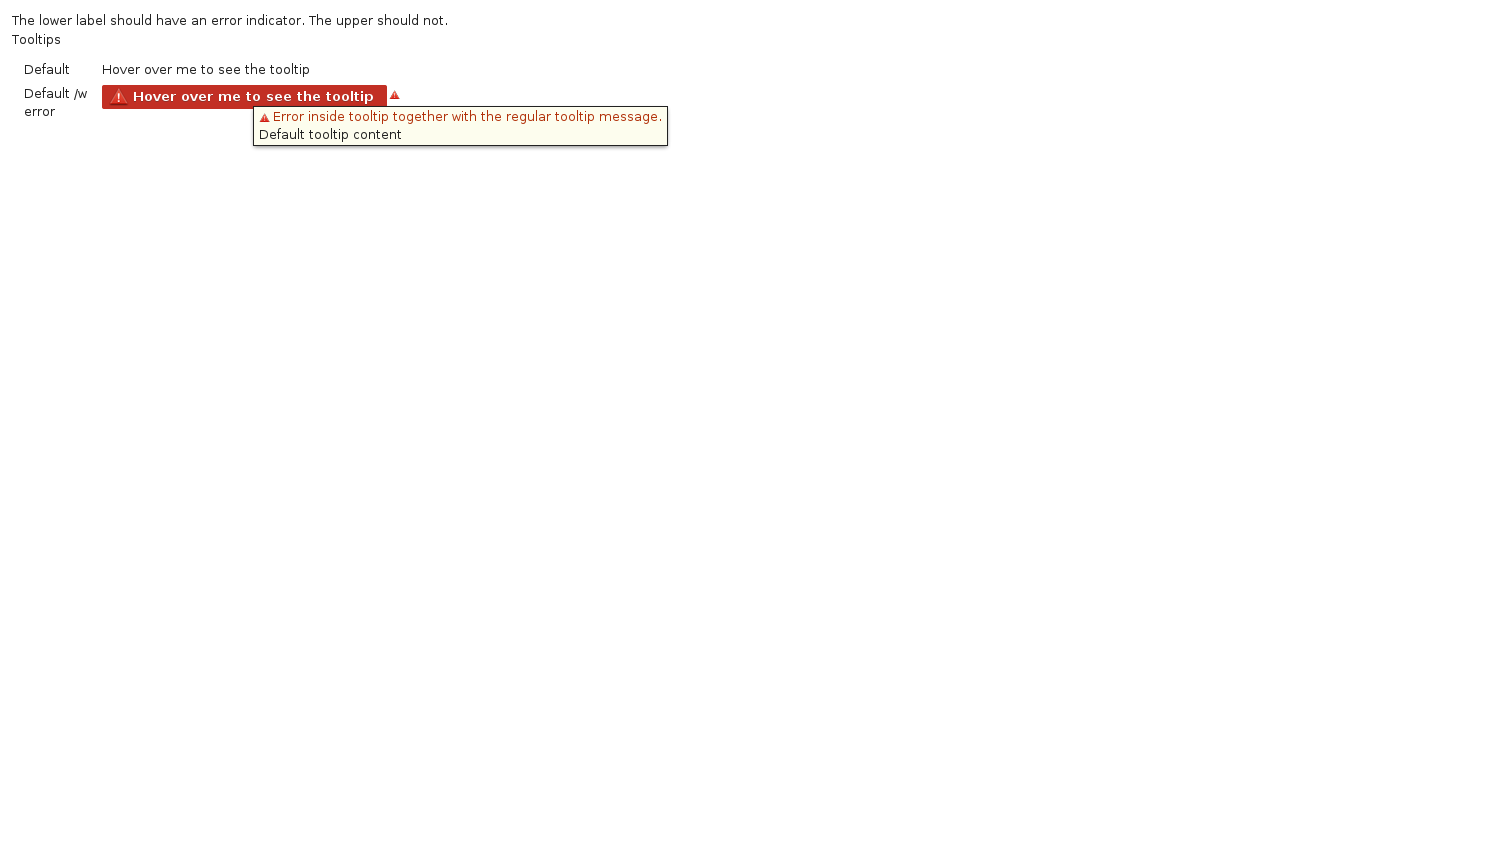 The lower label should have an error indicator. The upper should not.
Tooltips
Default
Hover over me to see the tooltip
Default /w
error
Hover over me to see the tooltip
Error inside tooltip together with the regular tooltip message.
Default tooltip content